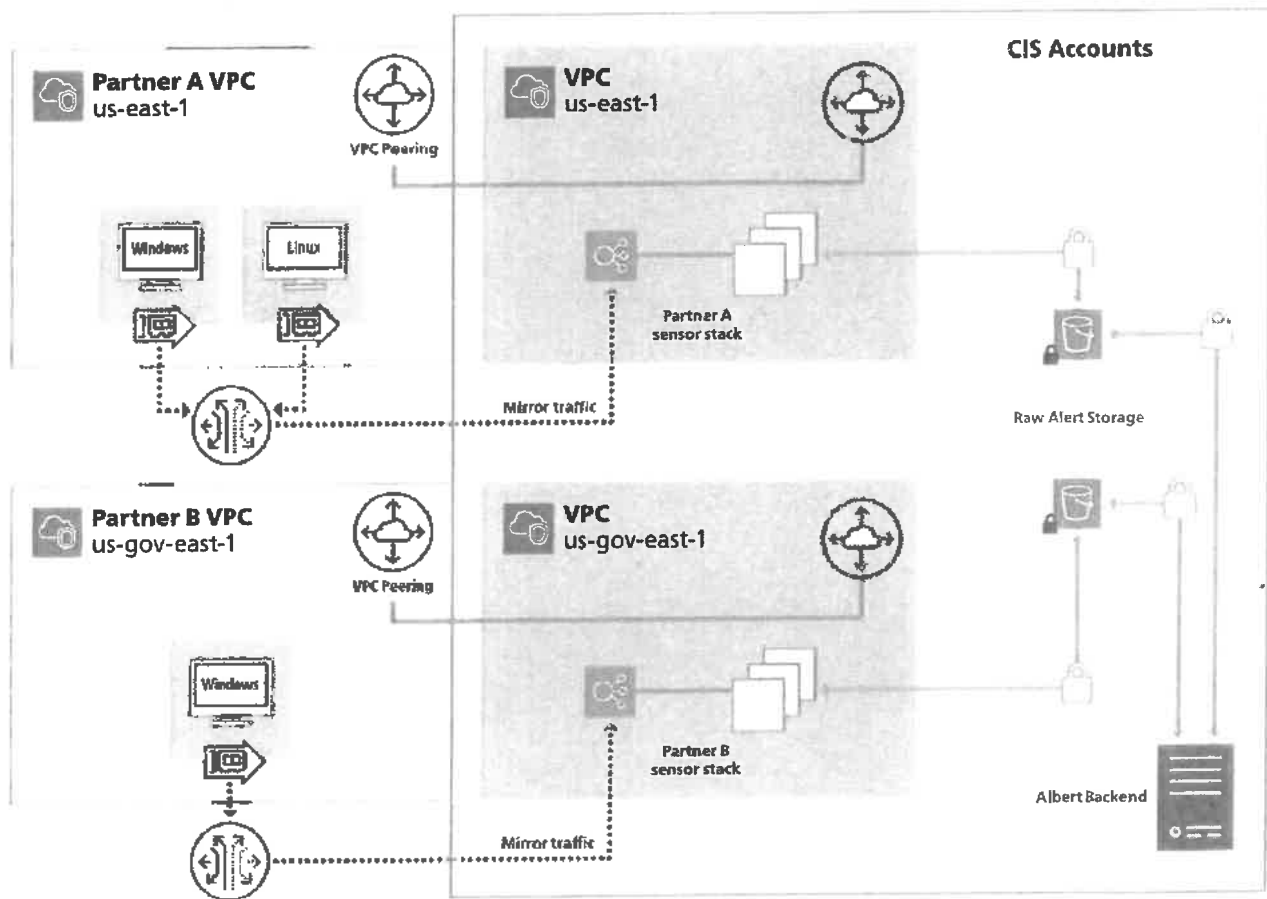 CIS Accounts
Partner A VPC
us-east-1
VPC Peering
VPC
us-east-1
Windows
Linux
Partner A
sensor stack
Mirror traffic
Raw Alert Storage
Partner B VPC
us-gov-east-1
VPC Peering
VPC
us-gov-east-1
Windows
Partner B
sensor stack
Mirror traffic
Albert Backend